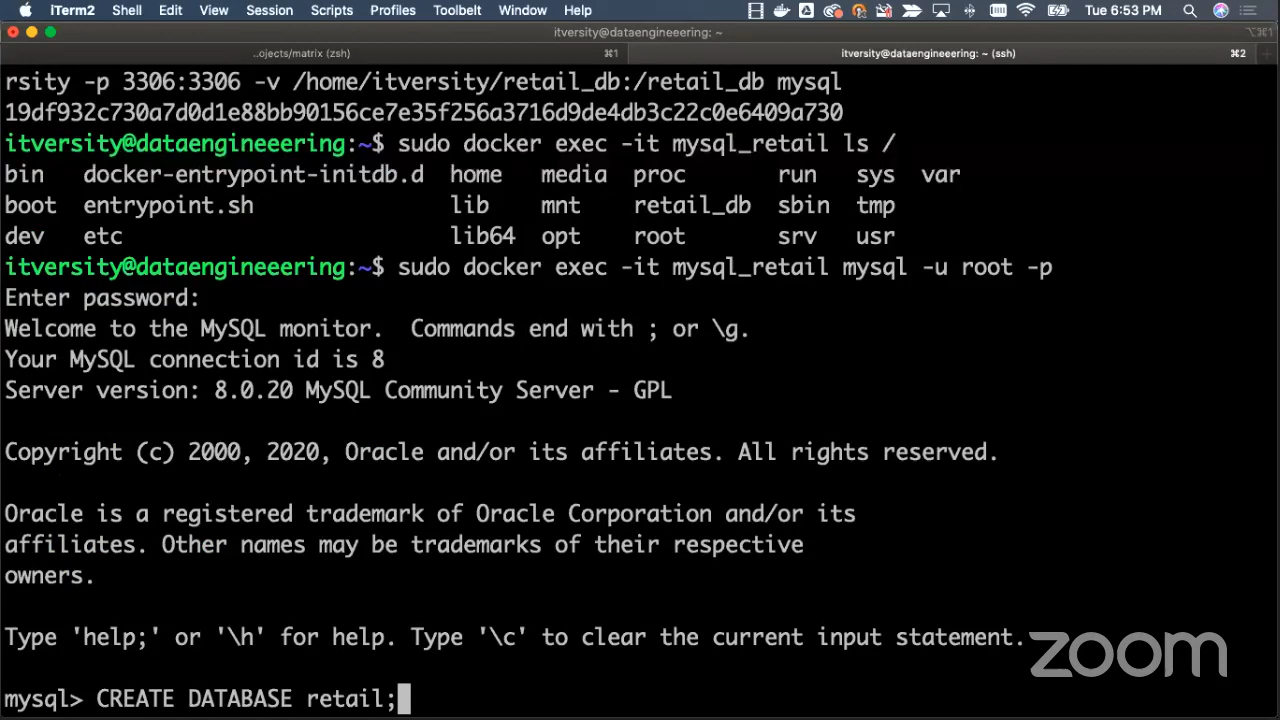 iTerm2 Shell Edit View Session Scripts Profiles Toolbelt Window Help Tue 6:53 PM
itversity@dataengineeering: ~ ⌥⌘1
..ojects/matrix (zsh) ⌘1 itversity@dataengineeering: ~ (ssh) ⌘2
rsity -p 3306:3306 -v /home/itversity/retail_db:/retail_db mysql
19df932c730a7d0d1e88bb90156ce7e35f256a3716d9de4db3c22c0e6409a730
itversity@dataengineeering:~$ sudo docker exec -it mysql_retail ls /
bin docker-entrypoint-initdb.d home media proc run sys var
boot entrypoint.sh lib mnt retail_db sbin tmp
dev etc lib64 opt root srv usr
itversity@dataengineeering:~$ sudo docker exec -it mysql_retail mysql -u root -p
Enter password:
Welcome to the MySQL monitor.  Commands end with ; or \g.
Your MySQL connection id is 8
Server version: 8.0.20 MySQL Community Server - GPL
Copyright (c) 2000, 2020, Oracle and/or its affiliates. All rights reserved.
Oracle is a registered trademark of Oracle Corporation and/or its
affiliates. Other names may be trademarks of their respective
owners.
Type 'help;' or '\h' for help. Type '\c' to clear the current input statement.
zoom
mysql> CREATE DATABASE retail;